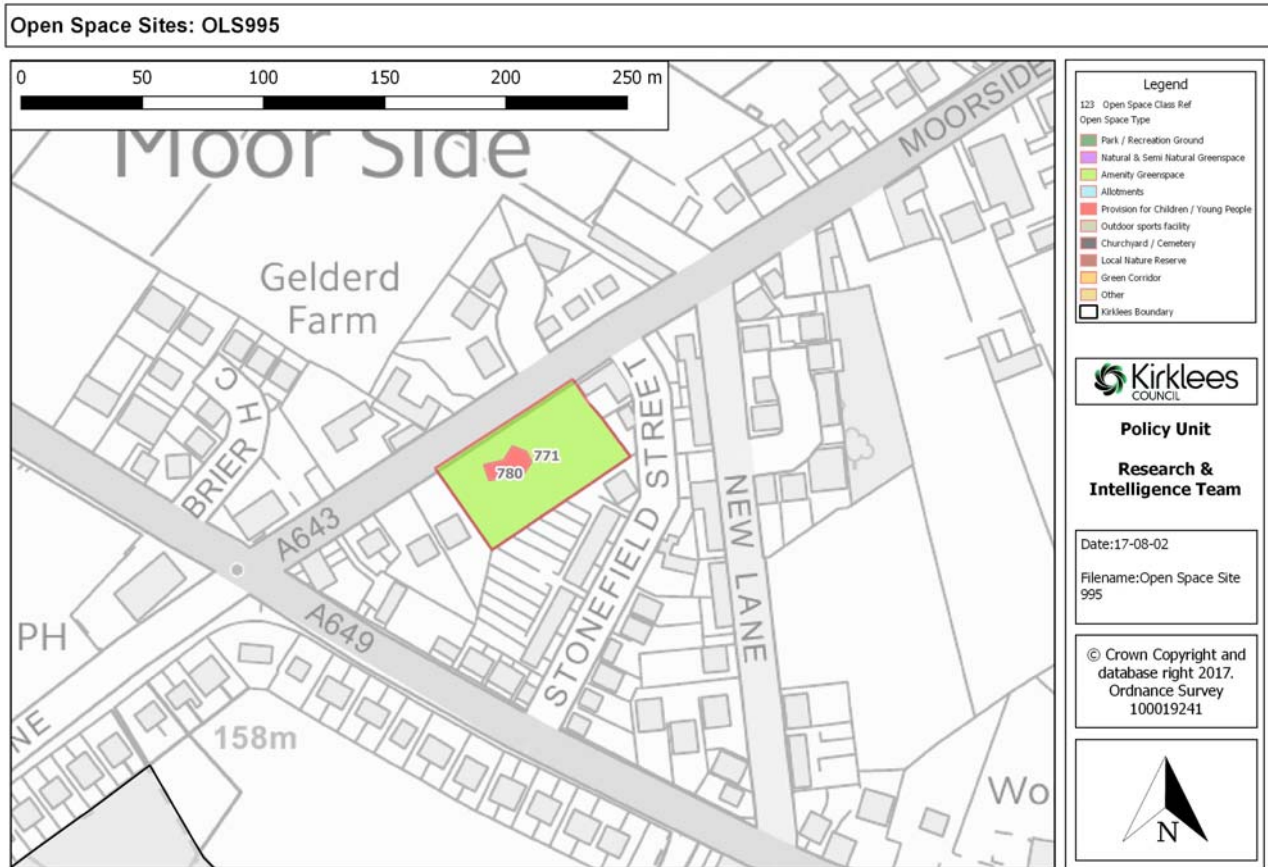 Open Space Sites: OLS995
0 50 100 150 200 250 m
Moor Side
MOORSIDE
Gelderd
Farm
BRIER H C
A643
771
780
STONEFIELD STREET
NEW LANE
A649
PH
NE
158m
Wo
Legend
123 Open Space Class Ref
Open Space Type
Park / Recreation Ground
Natural & Semi Natural Greenspace
Amenity Greenspace
Allotments
Provision for Children / Young People
Outdoor sports facility
Churchyard / Cemetery
Local Nature Reserve
Green Corridor
Other
Kirklees Boundary
Kirklees
COUNCIL
Policy Unit
Research &
Intelligence Team
Date:17-08-02
Filename:Open Space Site
995
© Crown Copyright and
database right 2017.
Ordnance Survey
100019241
N